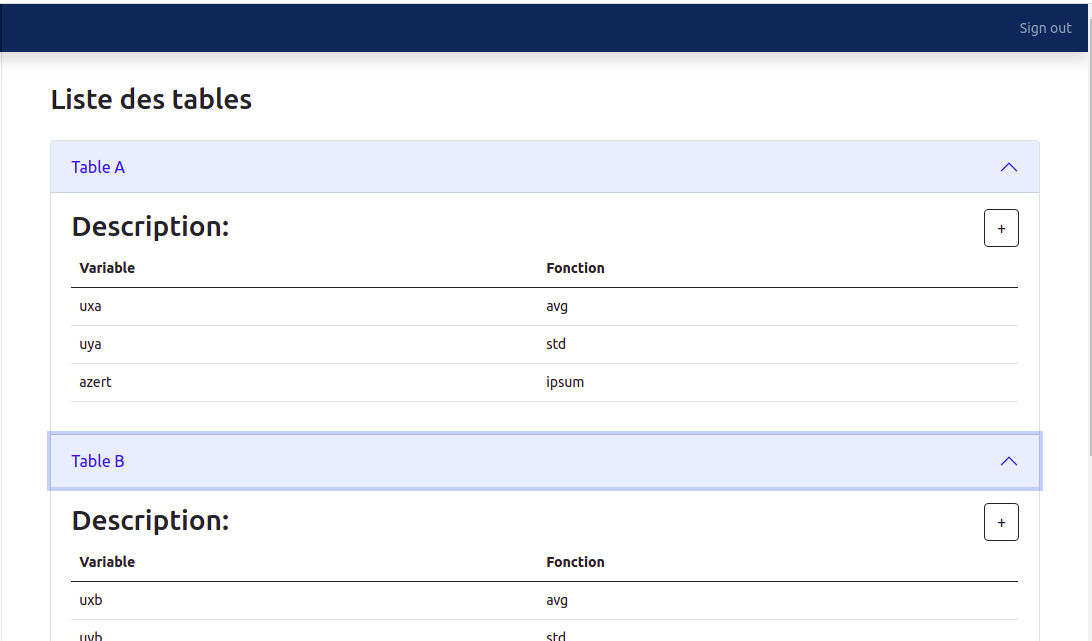 Sign out
Liste des tables
Table A
Description:
+
Variable Fonction
uxa avg
uya std
azert ipsum
Table B
Description:
+
Variable Fonction
uxb avg
uyb std